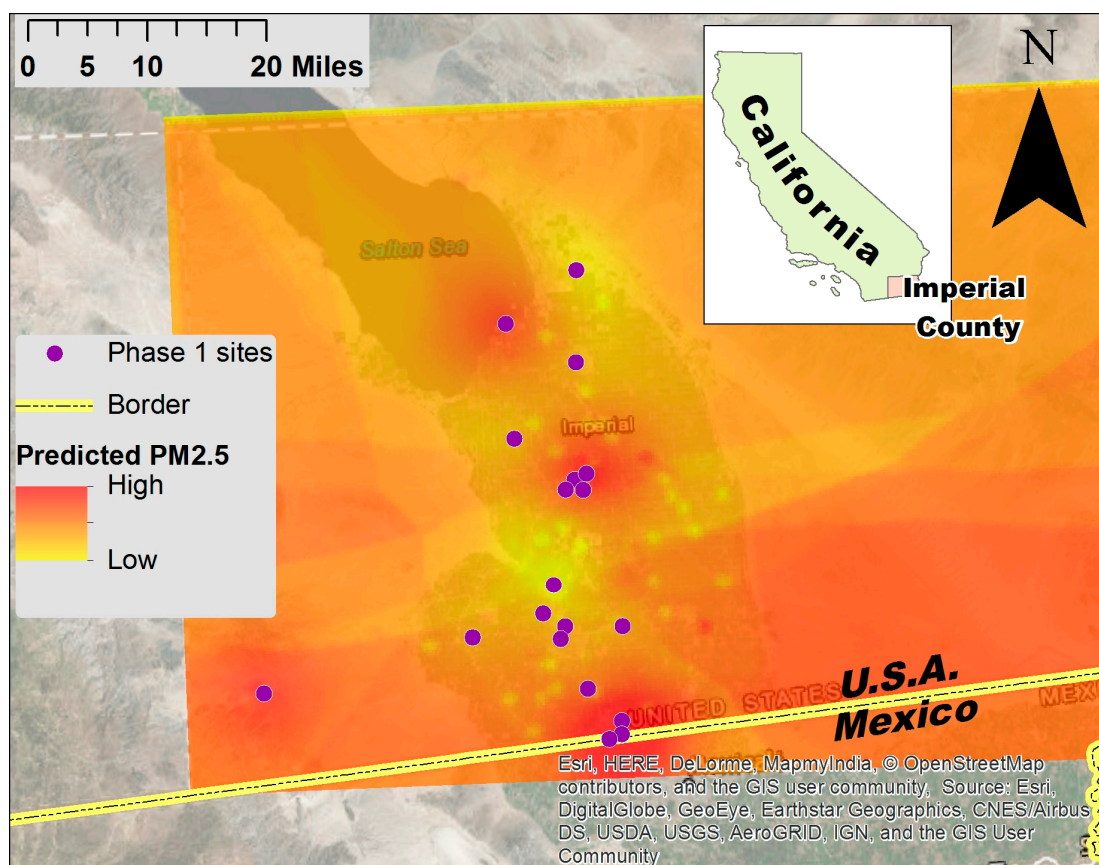 0 5 10 20 Miles
N
California
Imperial
County
Salton Sea
Phase 1 sites
Border
Predicted PM2.5
High
Low
Imperial
U.S.A.
UNITED STATES
Mexico
Esri, HERE, DeLorme, MapmyIndia, © OpenStreetMap
contributors, and the GIS user community, Source: Esri,
DigitalGlobe, GeoEye, Earthstar Geographics, CNES/Airbus
DS, USDA, USGS, AeroGRID, IGN, and the GIS User
Community